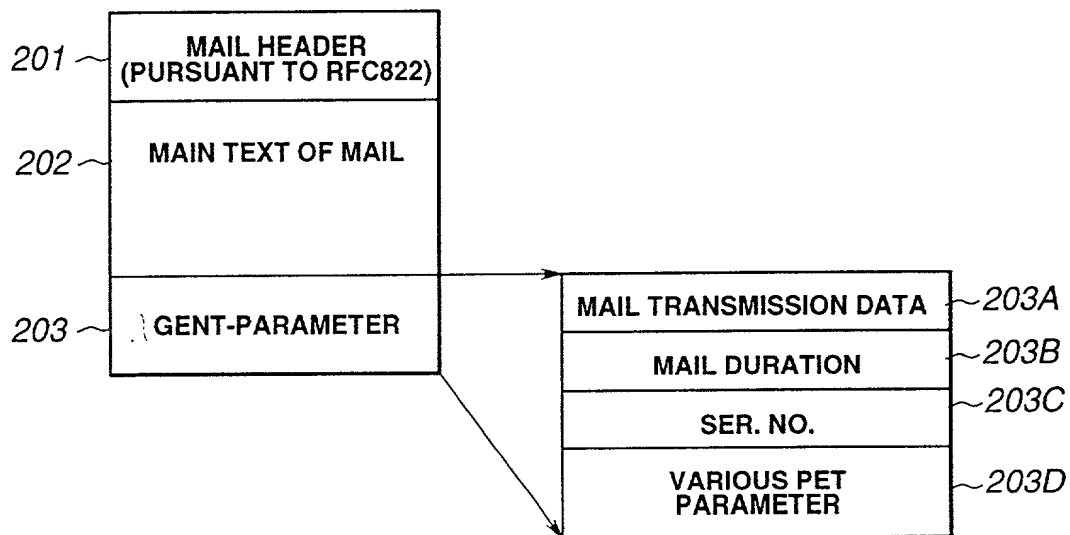 201
MAIL HEADER
(PURSUANT TO RFC822)
202
MAIN TEXT OF MAIL
203
GENT-PARAMETER
MAIL TRANSMISSION DATA
203A
MAIL DURATION
203B
SER. NO.
203C
VARIOUS PET
PARAMETER
203D